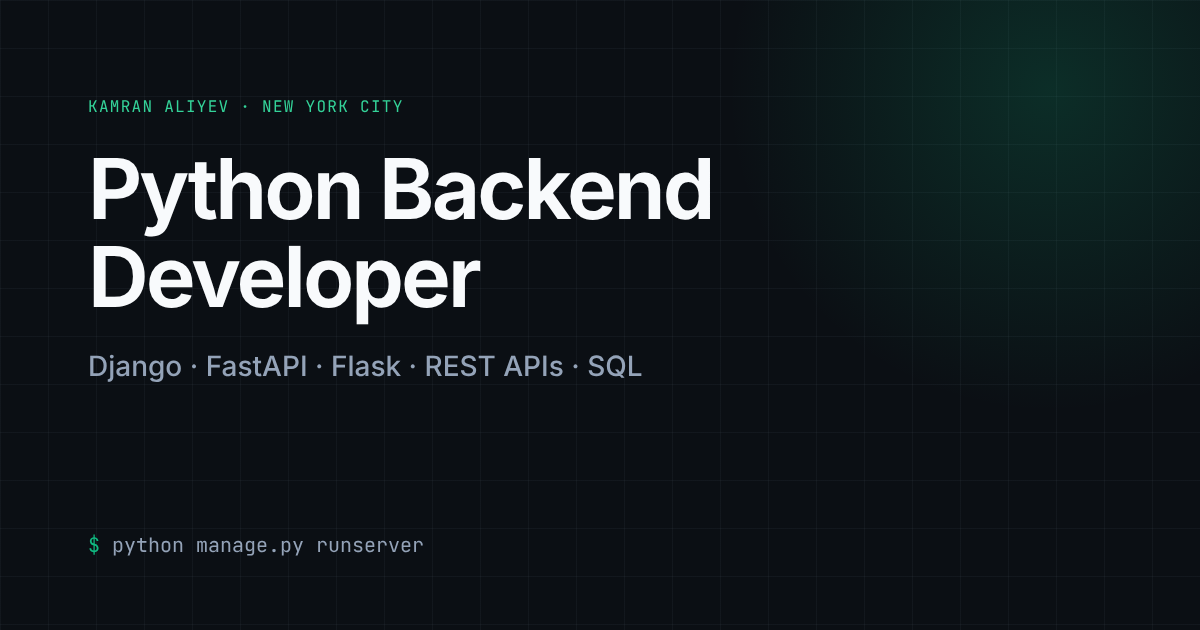 KAMRAN ALIYEV · NEW YORK CITY
Python Backend
Developer
Django · FastAPI · Flask · REST APIs · SQL
$ python manage.py runserver